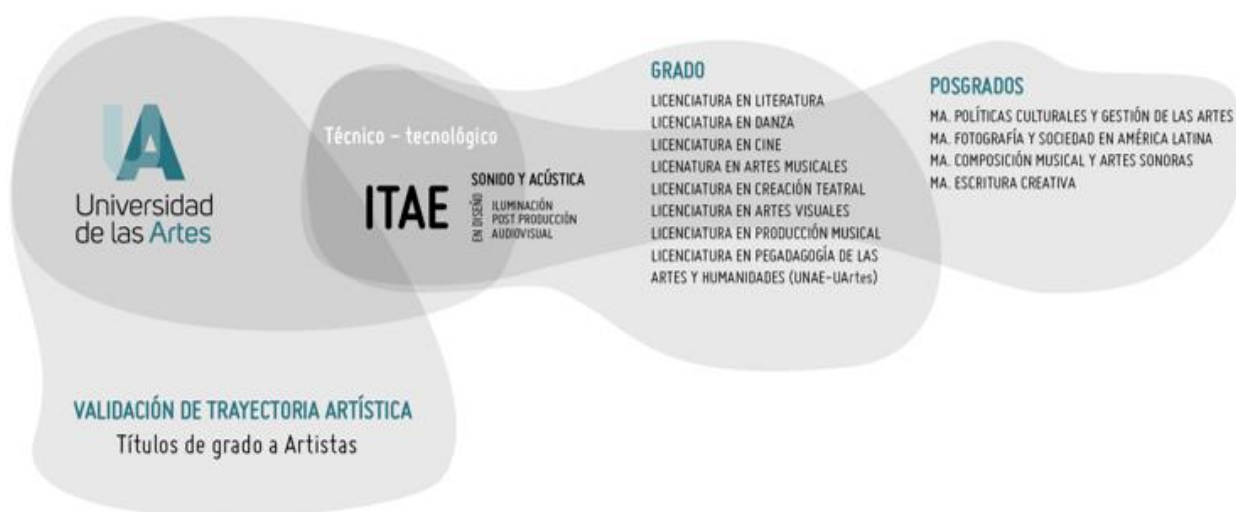 UA
Universidad
de las Artes
Técnico – tecnológico
ITAE
SONIDO Y ACÚSTICA
EN DISEÑO
ILUMINACIÓN
POST PRODUCCIÓN
AUDIOVISUAL
GRADO
LICENCIATURA EN LITERATURA
LICENCIATURA EN DANZA
LICENCIATURA EN CINE
LICENATURA EN ARTES MUSICALES
LICENCIATURA EN CREACIÓN TEATRAL
LICENCIATURA EN ARTES VISUALES
LICENCIATURA EN PRODUCCIÓN MUSICAL
LICENCIATURA EN PEGADAGOGÍA DE LAS
ARTES Y HUMANIDADES (UNAE-UArtes)
POSGRADOS
MA. POLÍTICAS CULTURALES Y GESTIÓN DE LAS ARTES
MA. FOTOGRAFÍA Y SOCIEDAD EN AMÉRICA LATINA
MA. COMPOSICIÓN MUSICAL Y ARTES SONORAS
MA. ESCRITURA CREATIVA
VALIDACIÓN DE TRAYECTORIA ARTÍSTICA
Títulos de grado a Artistas